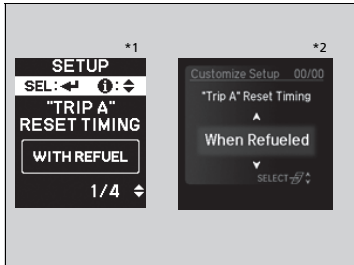 *1
SETUP
SEL:↵ ⓘ:♦
"TRIP A"
RESET TIMING
WITH REFUEL
1/4
*2
Customize Setup 00/00
"Trip A" Reset Timing
When Refueled
SELECT